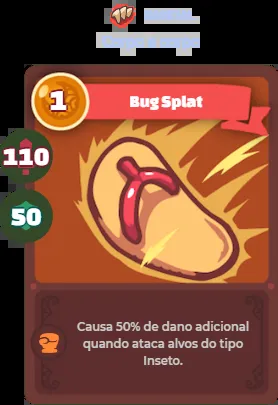 1
Bug Splat
110
50
Causa 50% de dano adicional
quando ataca alvos do tipo
Inseto.